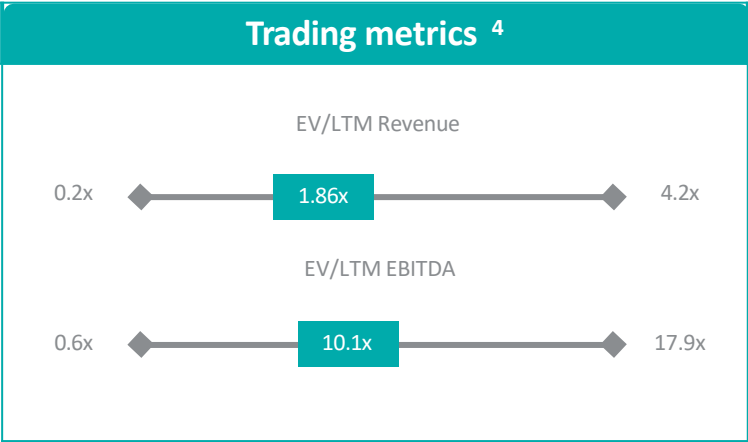 Trading metrics 4
EV/LTM Revenue
0.2x 1.86x 4.2x
EV/LTM EBITDA
0.6x 10.1x 17.9x